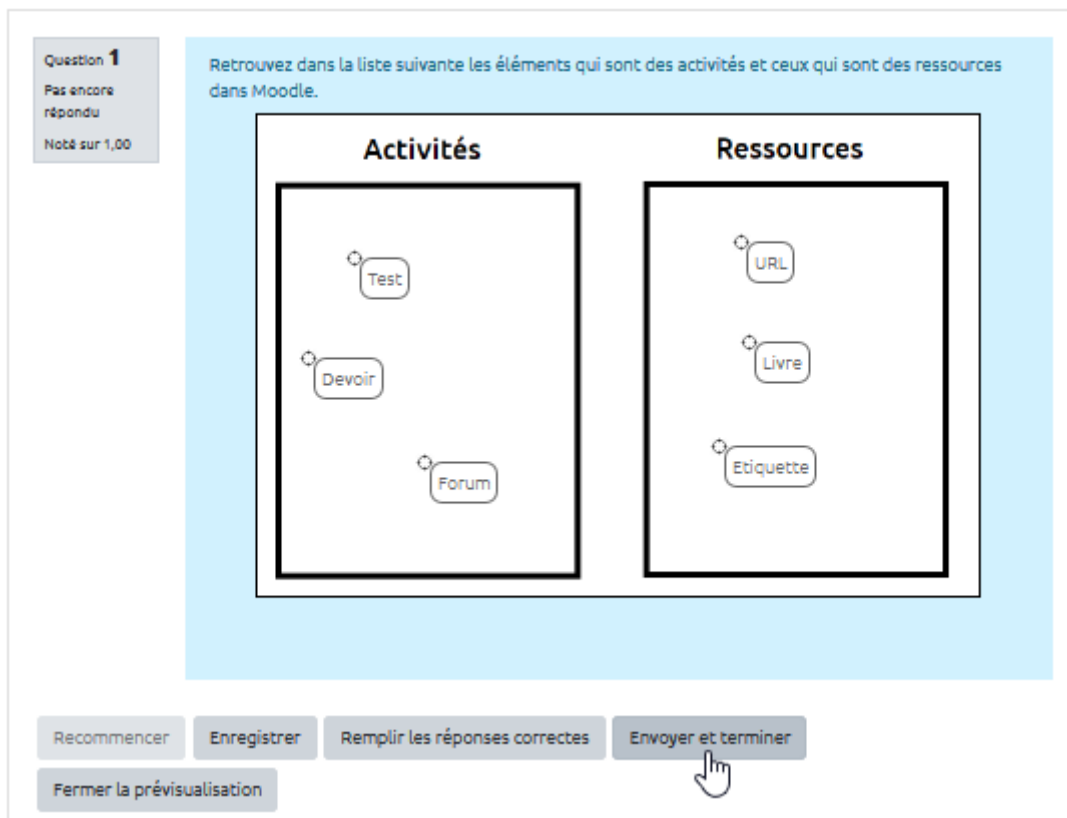 Question 1
Pas encore
répondu
Noté sur 1,00
Retrouvez dans la liste suivante les éléments qui sont des activités et ceux qui sont des ressources
dans Moodle.
Activités
Ressources
Test
Devoir
Forum
URL
Livre
Etiquette
Recommencer
Enregistrer
Remplir les réponses correctes
Envoyer et terminer
Fermer la prévisualisation